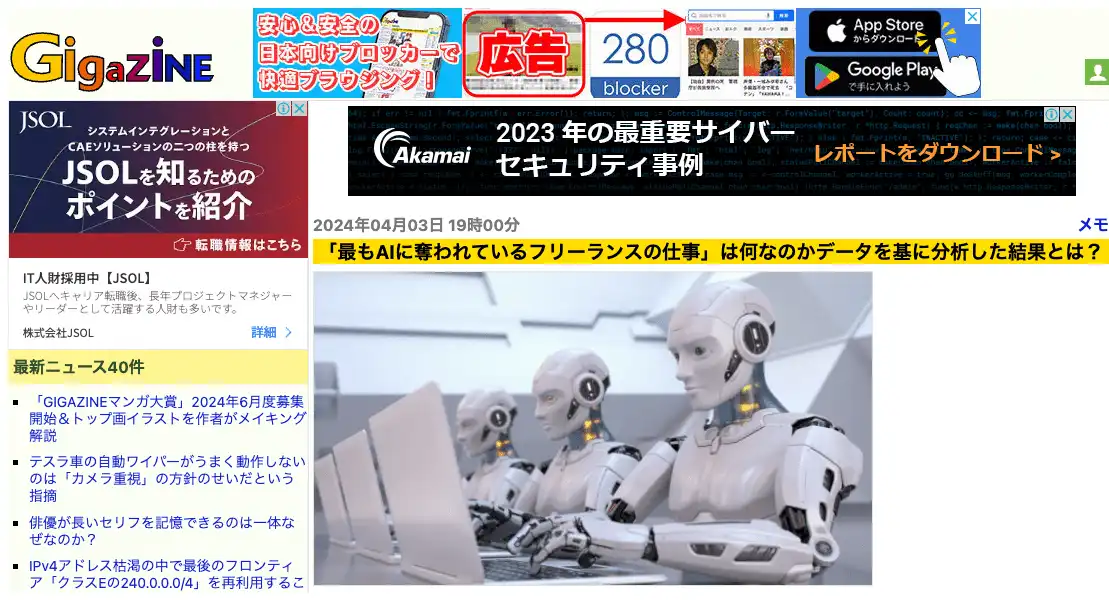 GigaZiNE
安心&安全の
日本向けブロッカーで
快適ブラウジング！
広告
280
blocker
App Store
からダウンロード
Google Play
で手に入れよう
JSOL
システムインテグレーションと
CAEソリューションの二つの柱を持つ
JSOLを知るための
ポイントを紹介
転職情報はこちら
IT人財採用中【JSOL】
JSOLへキャリア転職後、長年プロジェクトマネジャー
やリーダーとして活躍する人財も多いです。
株式会社JSOL
詳細
最新ニュース40件
「GIGAZINEマンガ大賞」2024年6月度募集
開始＆トップ画イラストを作者がメイキング
解説
テスラ車の自動ワイパーがうまく動作しない
のは「カメラ重視」の方針のせいだという
指摘
俳優が長いセリフを記憶できるのは一体な
ぜなのか？
IPv4アドレス枯渇の中で最後のフロンティ
ア「クラスEの240.0.0.0/4」を再利用するこ
Akamai
2023 年の最重要サイバー
セキュリティ事例
レポートをダウンロード >
2024年04月03日 19時00分
メモ
「最もAIに奪われているフリーランスの仕事」は何なのかデータを基に分析した結果とは？